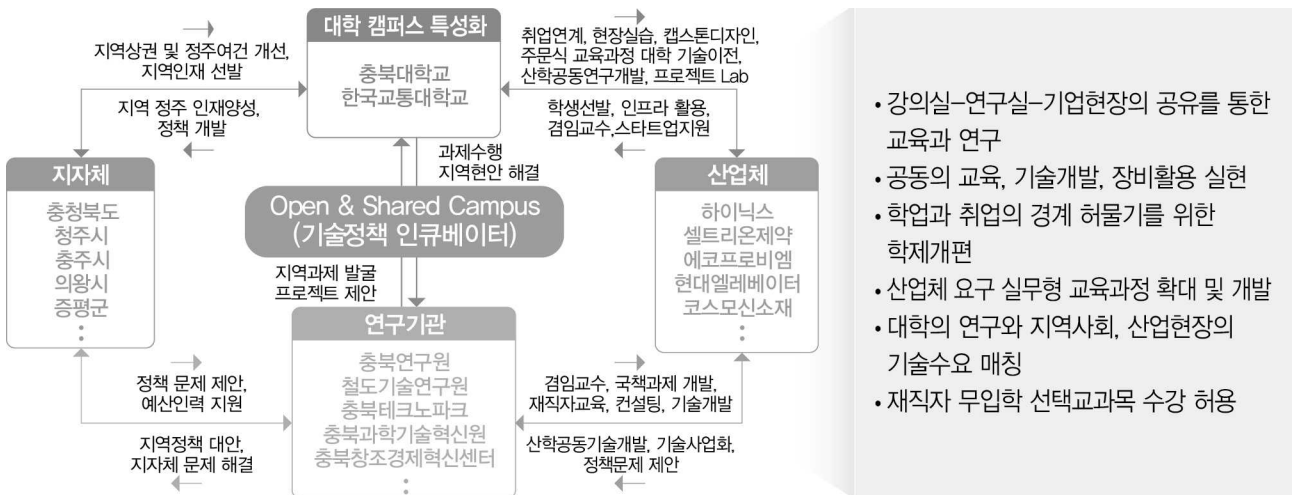 대학 캠퍼스 특성화
충북대학교
한국교통대학교
지역상권 및 정주여건 개선,
지역인재 선발
지역 정주 인재양성,
정책 개발
취업연계, 현장실습, 캡스톤디자인,
주문식 교육과정 대학 기술이전,
산학공동연구개발, 프로젝트 Lab
학생선발, 인프라 활용,
겸임교수,스타트업지원
지자체
충청북도
청주시
충주시
의왕시
증평군
⋮
과제수행
지역현안 해결
Open & Shared Campus
(기술정책 인큐베이터)
지역과제 발굴
프로젝트 제안
산업체
하이닉스
셀트리온제약
에코프로비엠
현대엘레베이터
코스모신소재
⋮
연구기관
충북연구원
철도기술연구원
충북테크노파크
충북과학기술혁신원
충북창조경제혁신센터
⋮
정책 문제 제안,
예산인력 지원
지역정책 대안,
지자체 문제 해결
겸임교수, 국책과제 개발,
재직자교육, 컨설팅, 기술개발
산학공동기술개발, 기술사업화,
정책문제 제안
• 강의실–연구실–기업현장의 공유를 통한
교육과 연구
• 공동의 교육, 기술개발, 장비활용 실현
• 학업과 취업의 경계 허물기를 위한
학제개편
• 산업체 요구 실무형 교육과정 확대 및 개발
• 대학의 연구와 지역사회, 산업현장의
기술수요 매칭
• 재직자 무입학 선택교과목 수강 허용